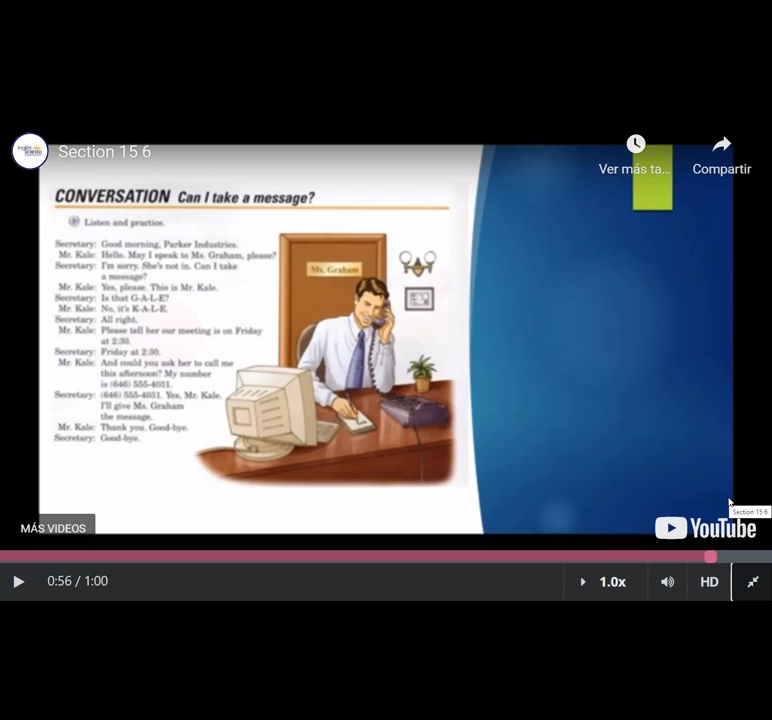 Section 15 6
Ver más ta...
Compartir
CONVERSATION Can I take a message?
Listen and practice.
Secretary: Good morning, Parker Industries.
Mr. Kale: Hello. May I speak to Ms. Graham, please?
Secretary: I'm sorry. She's not in. Can I take
a message?
Mr. Kale: Yes, please. This is Mr. Kale.
Secretary: Is that G-A-L-E?
Mr. Kale: No, it's K-A-L-E.
Secretary: All right.
Mr. Kale: Please tell her our meeting is on Friday
at 2:30.
Secretary: Friday at 2:30.
Mr. Kale: And could you ask her to call me
this afternoon? My number
is (646) 555-4031.
Secretary: (646) 555-4031. Yes, Mr. Kale.
I'll give Ms. Graham
the message.
Mr. Kale: Thank you. Good-bye.
Secretary: Good-bye.
Ms. Graham
MÁS VIDEOS
Section 15 6
YouTube
0:56 / 1:00
1.0x
HD